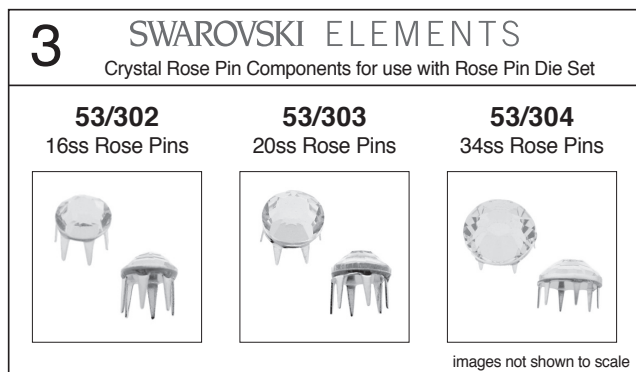 3
SWAROVSKI ELEMENTS
Crystal Rose Pin Components for use with Rose Pin Die Set
53/302
16ss Rose Pins
53/303
20ss Rose Pins
53/304
34ss Rose Pins
images not shown to scale